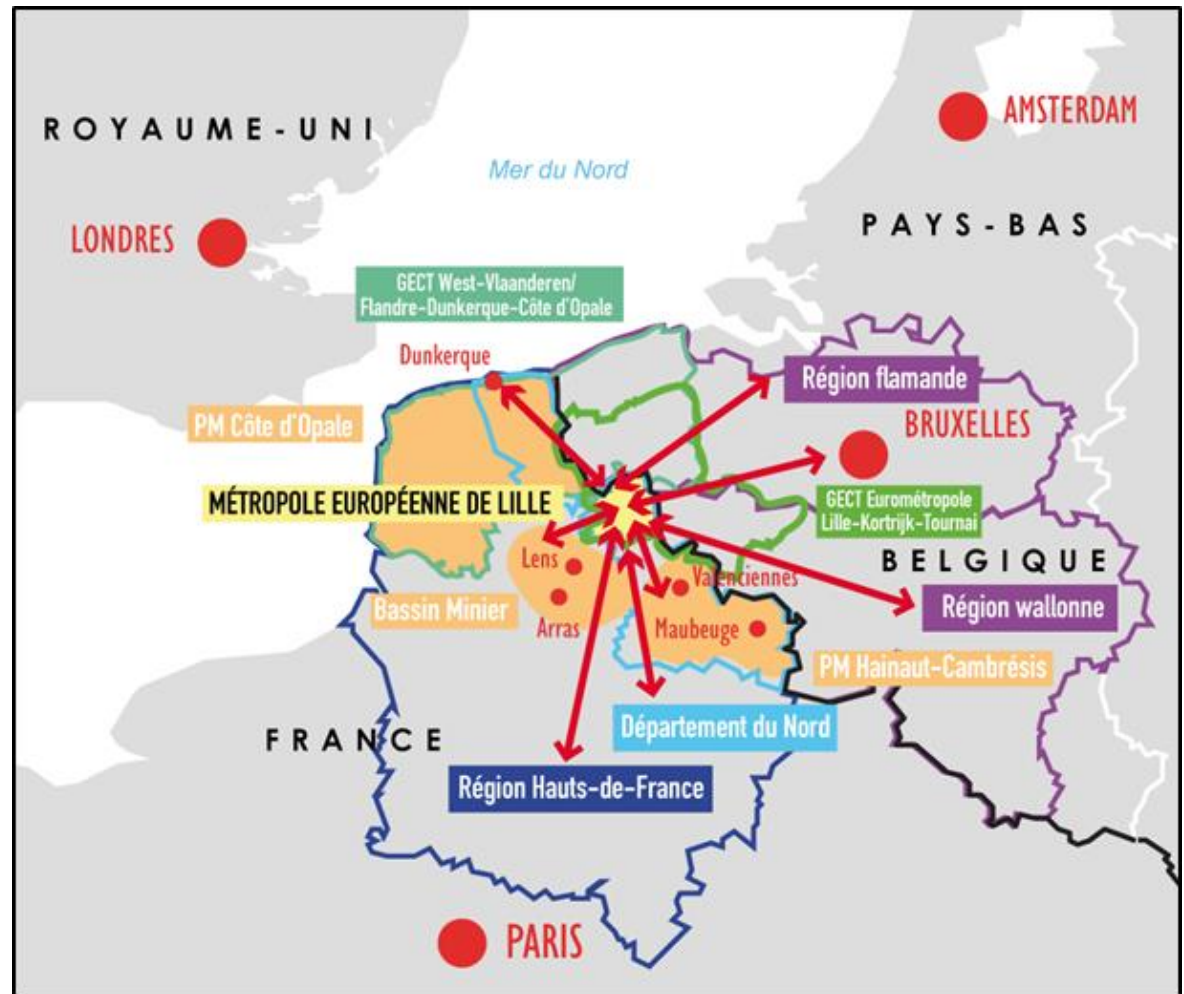 AMSTERDAM
ROYAUME-UNI
Mer du Nord
PAYS-BAS
LONDRES
GECT West-Vlaanderen/
Flandre-Dunkerque-Côte d'Opale
Dunkerque
Région flamande
PM Côte d'Opale
BRUXELLES
MÉTROPOLE EUROPÉENNE DE LILLE
GECT Eurométropole
Lille-Kortrijk-Tournai
Lens
BELGIQUE
Valenciennes
Bassin Minier
Arras
Maubeuge
Région wallonne
PM Hainaut-Cambrésis
Département du Nord
FRANCE
Région Hauts-de-France
PARIS